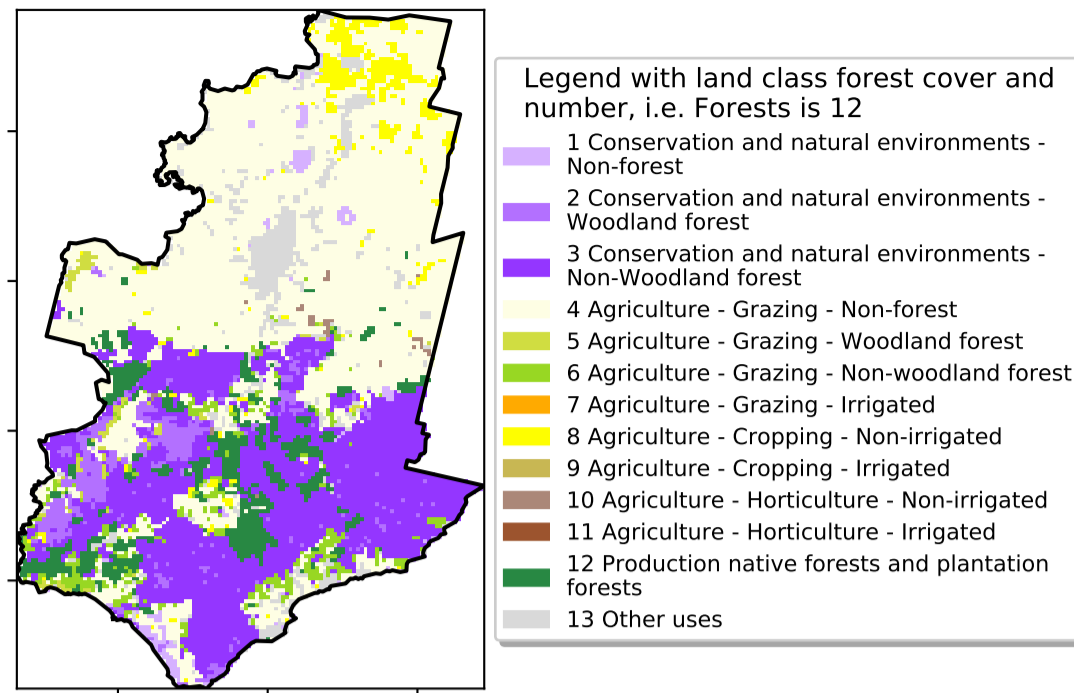 Legend with land class forest cover and
number, i.e. Forests is 12
1 Conservation and natural environments -
Non-forest
2 Conservation and natural environments -
Woodland forest
3 Conservation and natural environments -
Non-Woodland forest
4 Agriculture - Grazing - Non-forest
5 Agriculture - Grazing - Woodland forest
6 Agriculture - Grazing - Non-woodland forest
7 Agriculture - Grazing - Irrigated
8 Agriculture - Cropping - Non-irrigated
9 Agriculture - Cropping - Irrigated
10 Agriculture - Horticulture - Non-irrigated
11 Agriculture - Horticulture - Irrigated
12 Production native forests and plantation
forests
13 Other uses